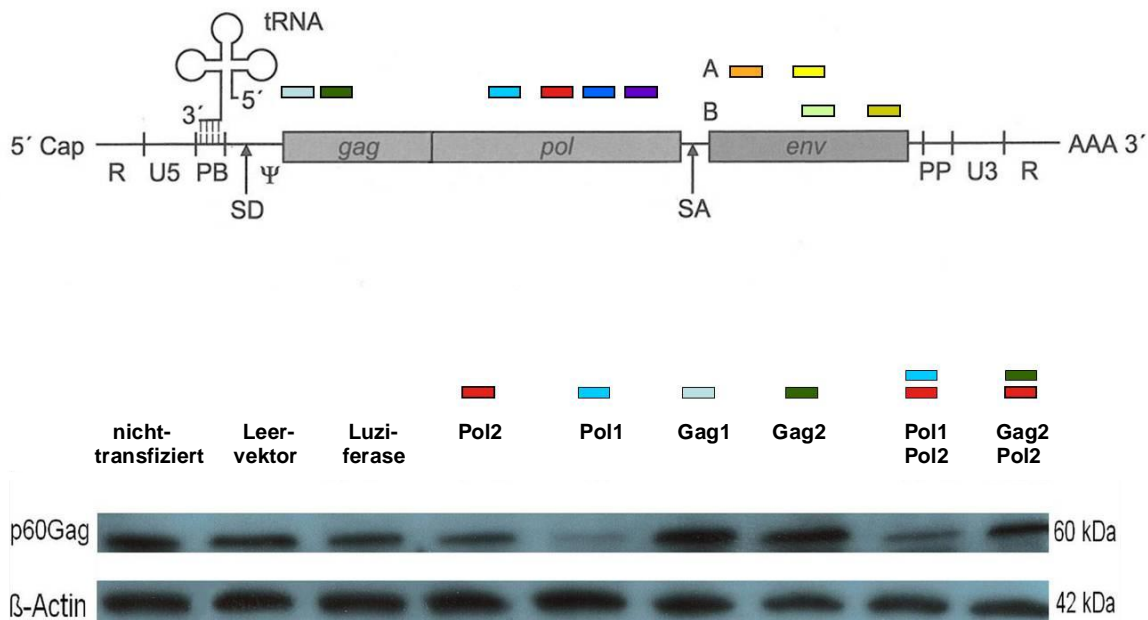 tRNA
A
5´
3´
B
5´ Cap
gag
pol
env
AAA 3´
R
U5
PB
Ψ
PP
U3
R
SD
SA
nicht-
transfiziert
Leer-
vektor
Luzi-
ferase
Pol2
Pol1
Gag1
Gag2
Pol1
Pol2
Gag2
Pol2
p60Gag
60 kDa
ß-Actin
42 kDa